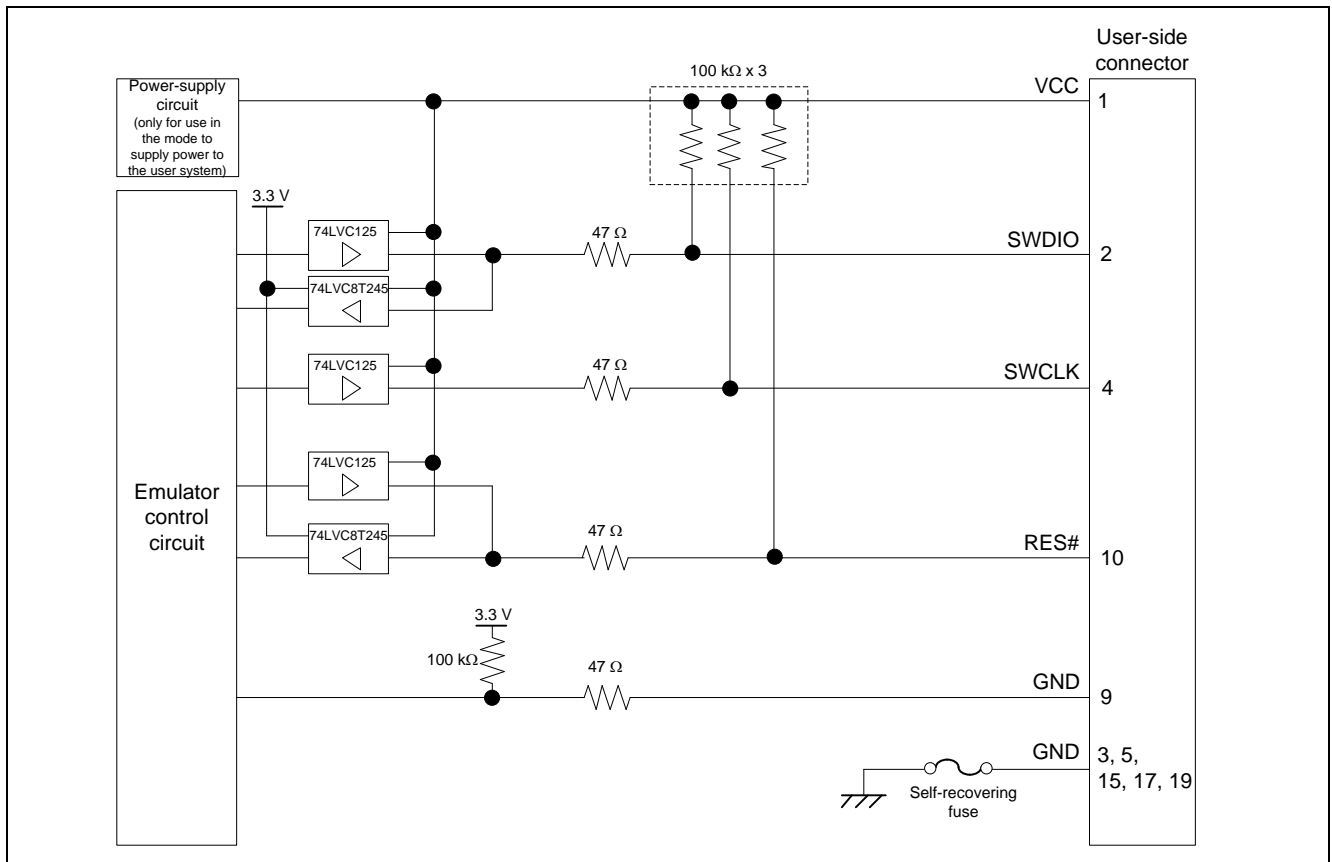 User-side
connector
Power-supply
circuit
(only for use in
the mode to
supply power to
the user system)
100 kΩ x 3
VCC
1
3.3 V
74LVC125
47 Ω
SWDIO
2
74LVC8T245
74LVC125
47 Ω
SWCLK
4
74LVC125
Emulator
control
circuit
74LVC8T245
47 Ω
RES#
10
3.3 V
100 kΩ
47 Ω
GND
9
GND
3, 5,
15, 17, 19
Self-recovering
fuse